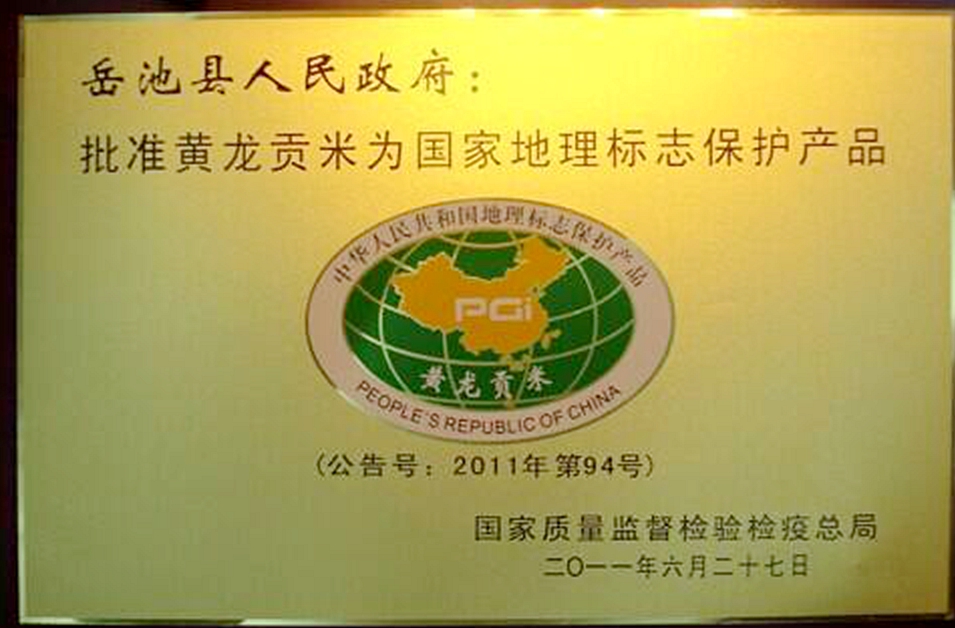 岳池县人民政府：
批准黄龙贡米为国家地理标志保护产品
中华人民共和国地理标志保护产品
PGi
黄龙贡米
PEOPLE'S REPUBLIC OF CHINA
(公告号：2011年第94号)
国家质量监督检验检疫总局
二〇一一年六月二十七日